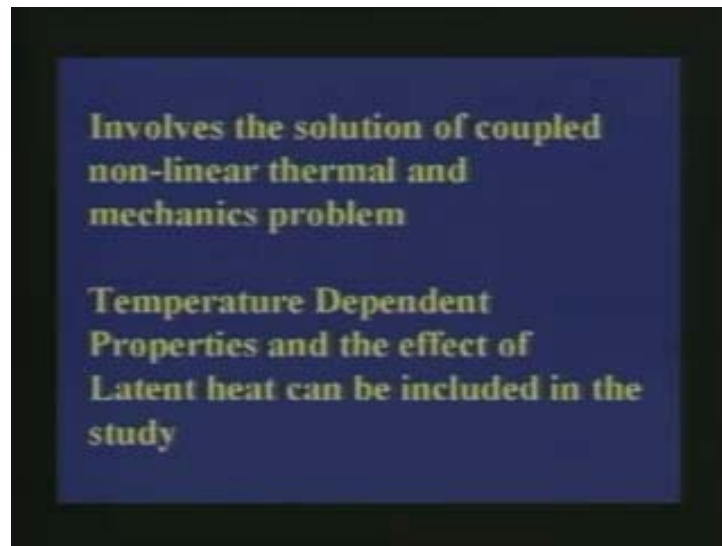 Involves the solution of coupled
non-linear thermal and
mechanics problem
Temperature Dependent
Properties and the effect of
Latent heat can be included in the
study